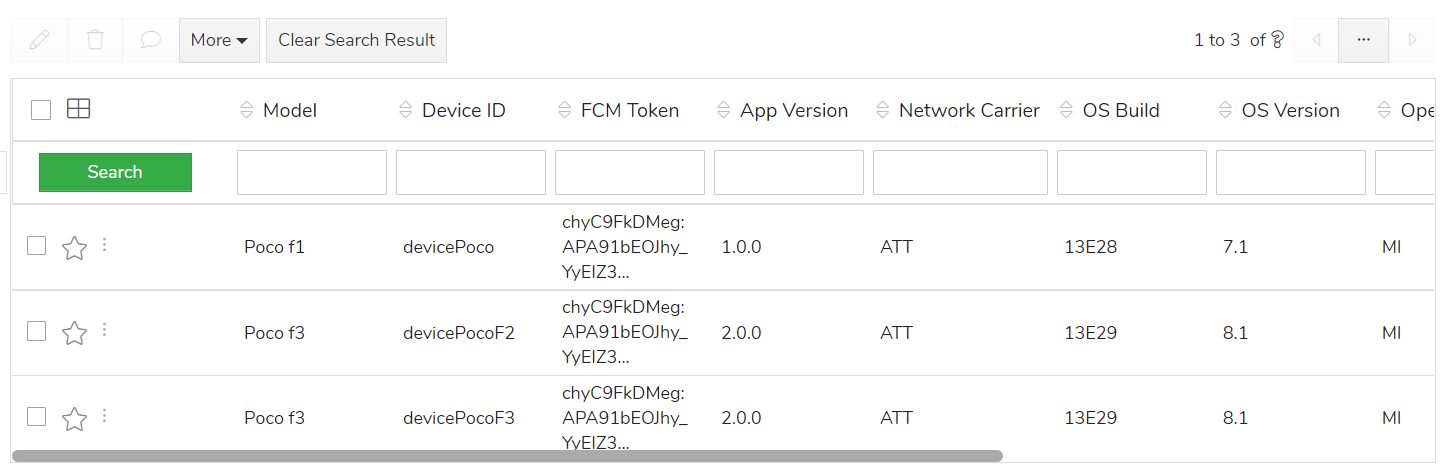 More Clear Search Result 1 to 3 of ? ...
Model Device ID FCM Token App Version Network Carrier OS Build OS Version Ope
Search
chyC9FkDMeg:
Poco f1 devicePoco APA91bEOJhy_ 1.0.0 ATT 13E28 7.1 MI
YyEIZ3...
chyC9FkDMeg:
Poco f3 devicePocoF2 APA91bEOJhy_ 2.0.0 ATT 13E29 8.1 MI
YyEIZ3...
chyC9FkDMeg:
Poco f3 devicePocoF3 APA91bEOJhy_ 2.0.0 ATT 13E29 8.1 MI
YyEIZ3...